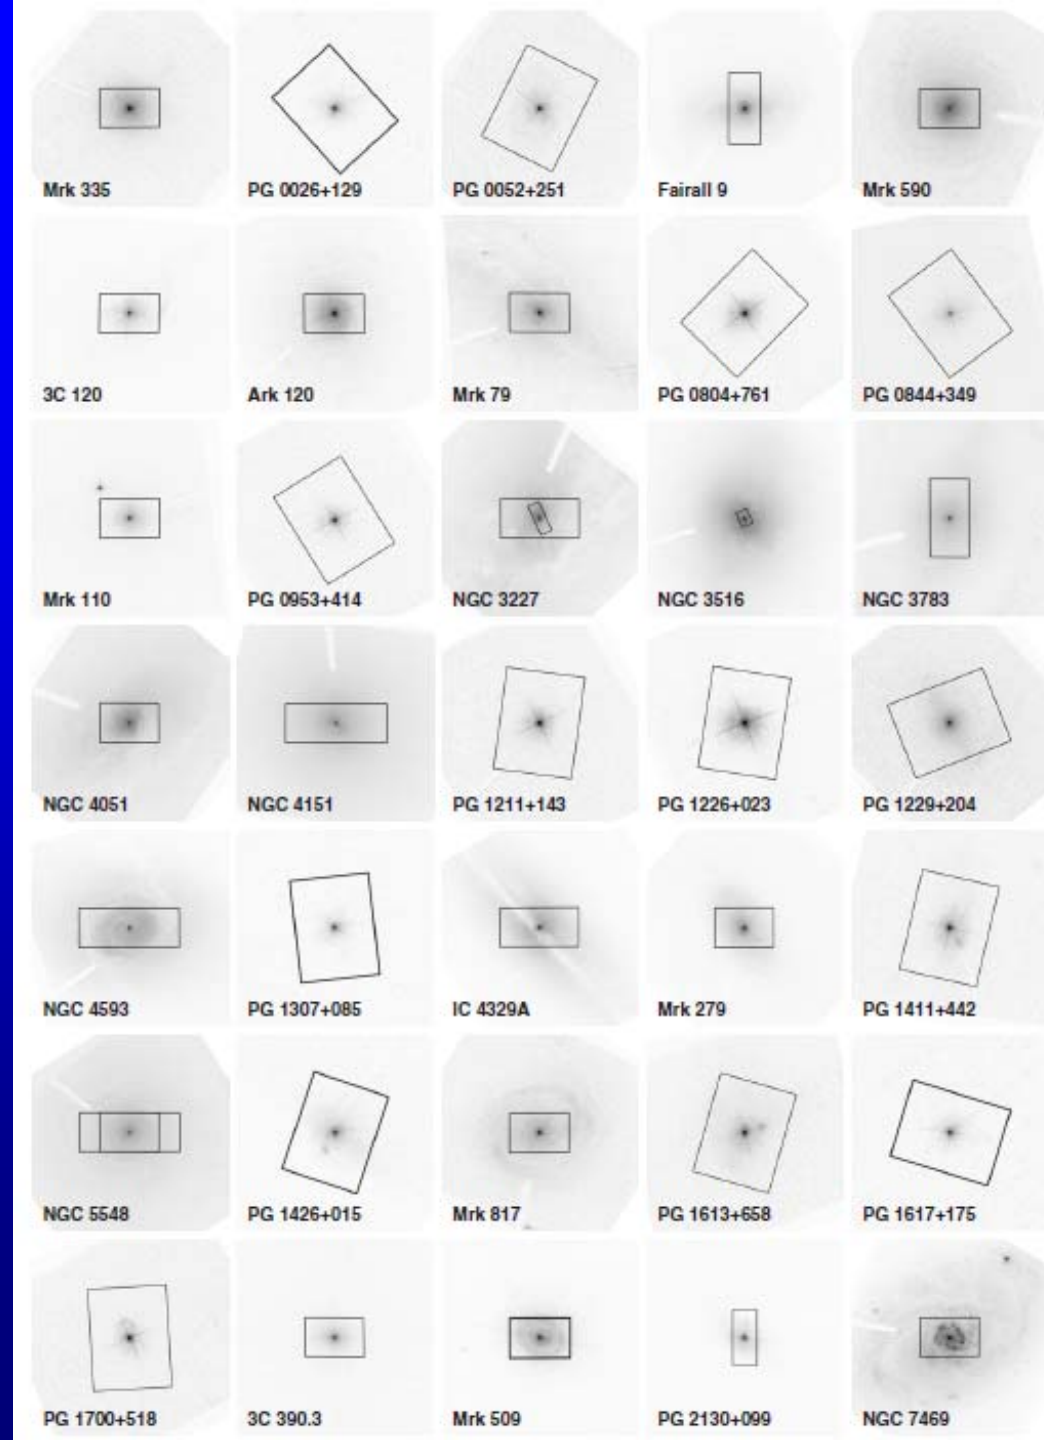 Mrk 335 PG 0026+129 PG 0052+251 Fairall 9 Mrk 590
3C 120 Ark 120 Mrk 79 PG 0804+761 PG 0844+349
Mrk 110 PG 0953+414 NGC 3227 NGC 3516 NGC 3783
NGC 4051 NGC 4151 PG 1211+143 PG 1226+023 PG 1229+204
NGC 4593 PG 1307+085 IC 4329A Mrk 279 PG 1411+442
NGC 5548 PG 1426+015 Mrk 817 PG 1613+658 PG 1617+175
PG 1700+518 3C 390.3 Mrk 509 PG 2130+099 NGC 7469